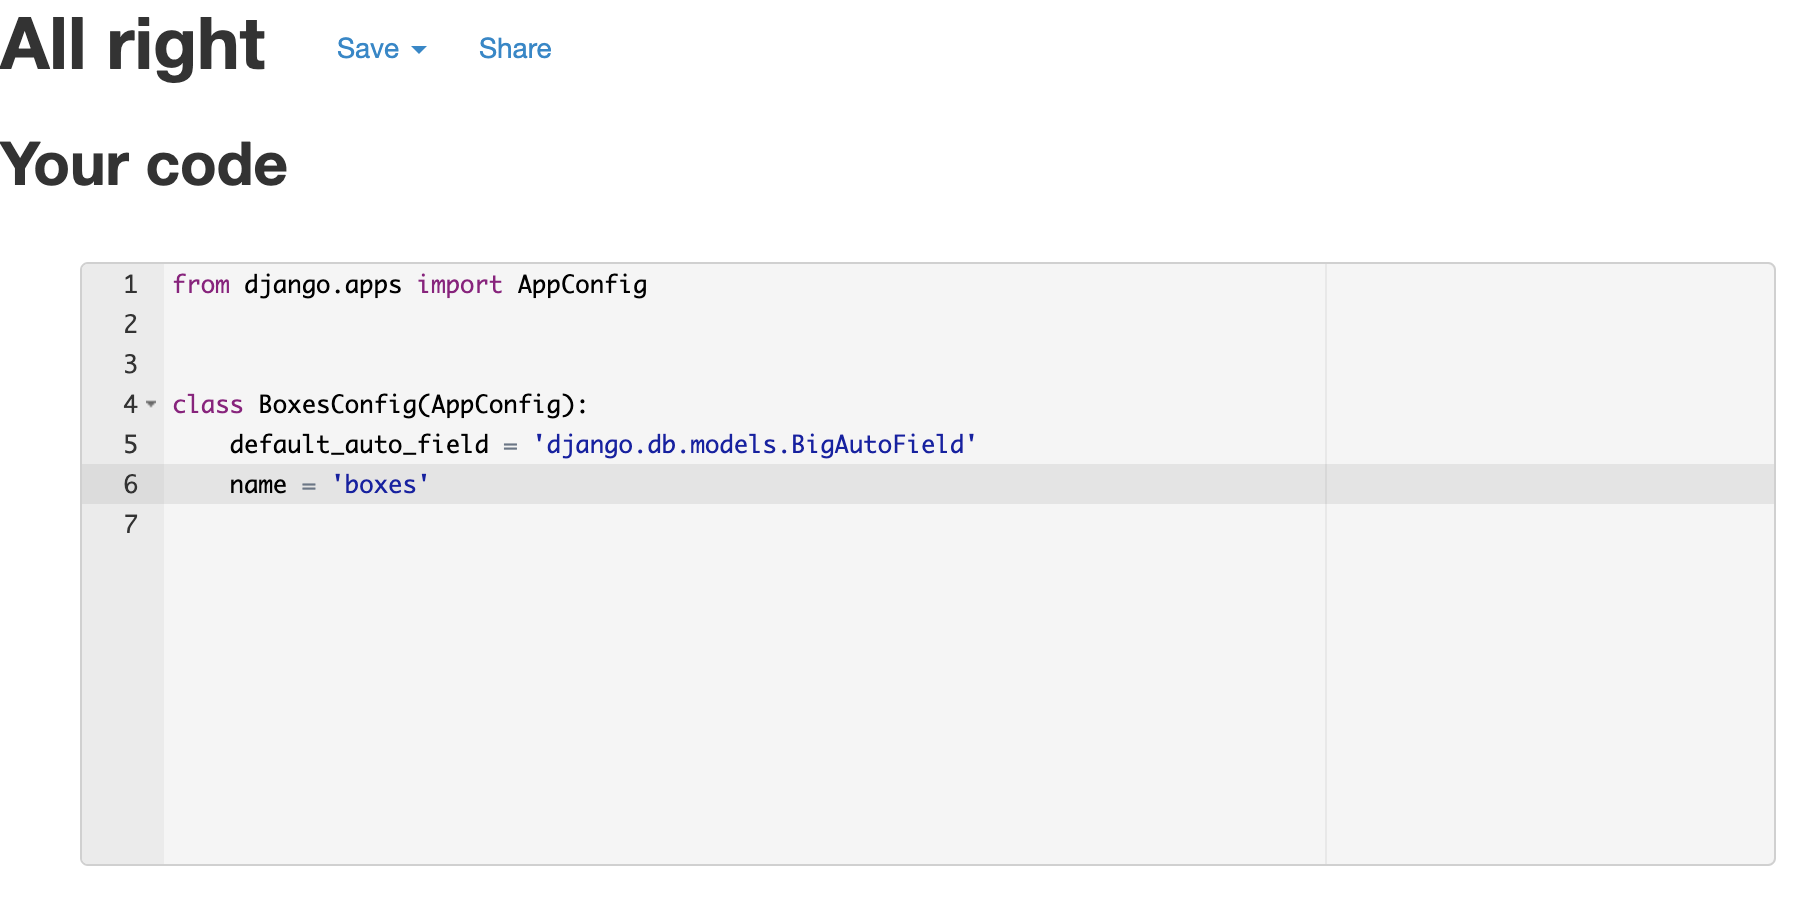 All right Save Share
Your code
1 from django.apps import AppConfig
2
3
4 class BoxesConfig(AppConfig):
5     default_auto_field = 'django.db.models.BigAutoField'
6     name = 'boxes'
7